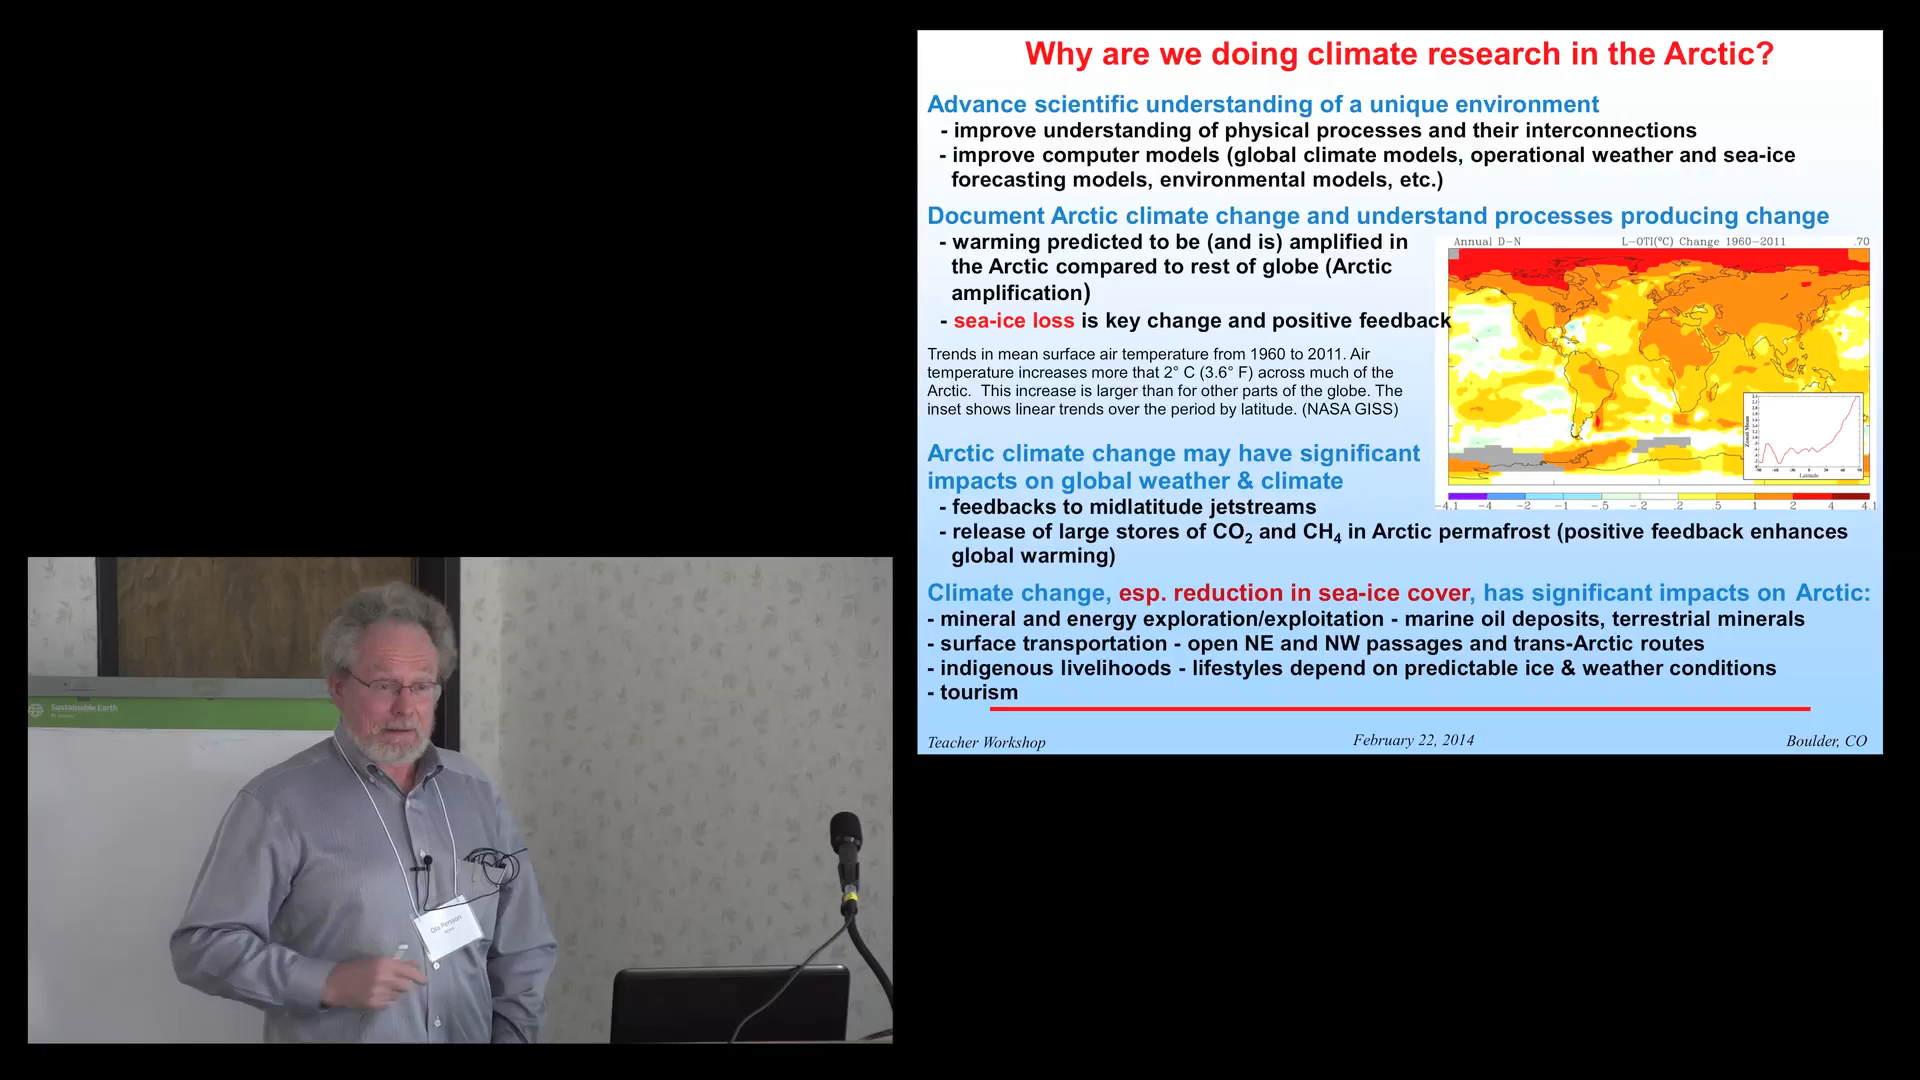 Why are we doing climate research in the Arctic?
Advance scientific understanding of a unique environment
- improve understanding of physical processes and their interconnections
- improve computer models (global climate models, operational weather and sea-ice
forecasting models, environmental models, etc.)
Document Arctic climate change and understand processes producing change
- warming predicted to be (and is) amplified in
the Arctic compared to rest of globe (Arctic
amplification)
- sea-ice loss is key change and positive feedback
Trends in mean surface air temperature from 1960 to 2011. Air
temperature increases more that 2° C (3.6° F) across much of the
Arctic. This increase is larger than for other parts of the globe. The
inset shows linear trends over the period by latitude. (NASA GISS)
Annual D-N L-OTI(°C) Change 1960-2011 .70
Latitude
-4.1 -4 -2 -1 -.5 -.2 .2 .5 1 2 4 4.1
Arctic climate change may have significant
impacts on global weather & climate
- feedbacks to midlatitude jetstreams
- release of large stores of CO2 and CH4 in Arctic permafrost (positive feedback enhances
global warming)
Climate change, esp. reduction in sea-ice cover, has significant impacts on Arctic:
- mineral and energy exploration/exploitation - marine oil deposits, terrestrial minerals
- surface transportation - open NE and NW passages and trans-Arctic routes
- indigenous livelihoods - lifestyles depend on predictable ice & weather conditions
- tourism
Teacher Workshop February 22, 2014 Boulder, CO
Sustainable Earth
Ola Persson